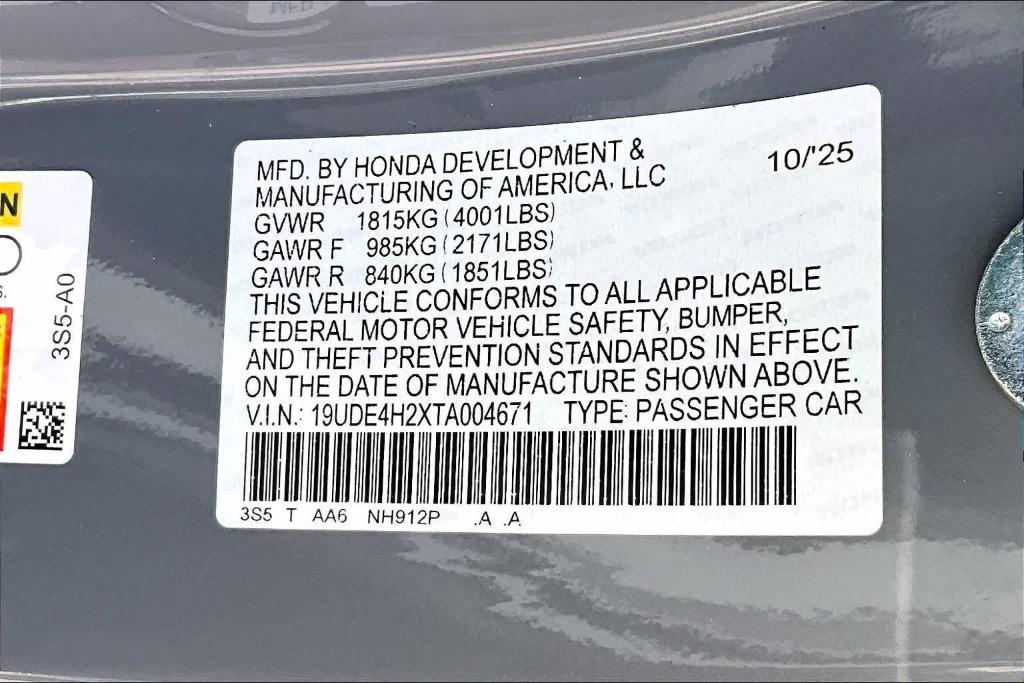 MFD. BY HONDA DEVELOPMENT &
MANUFACTURING OF AMERICA, LLC
10/'25
GVWR 1815KG (4001LBS)
GAWR F 985KG (2171LBS)
GAWR R 840KG (1851LBS)
THIS VEHICLE CONFORMS TO ALL APPLICABLE
FEDERAL MOTOR VEHICLE SAFETY, BUMPER,
AND THEFT PREVENTION STANDARDS IN EFFECT
ON THE DATE OF MANUFACTURE SHOWN ABOVE.
V.I.N.: 19UDE4H2XTA004671 TYPE: PASSENGER CAR
3S5 T AA6 NH912P .A .A
N
3S5-A0